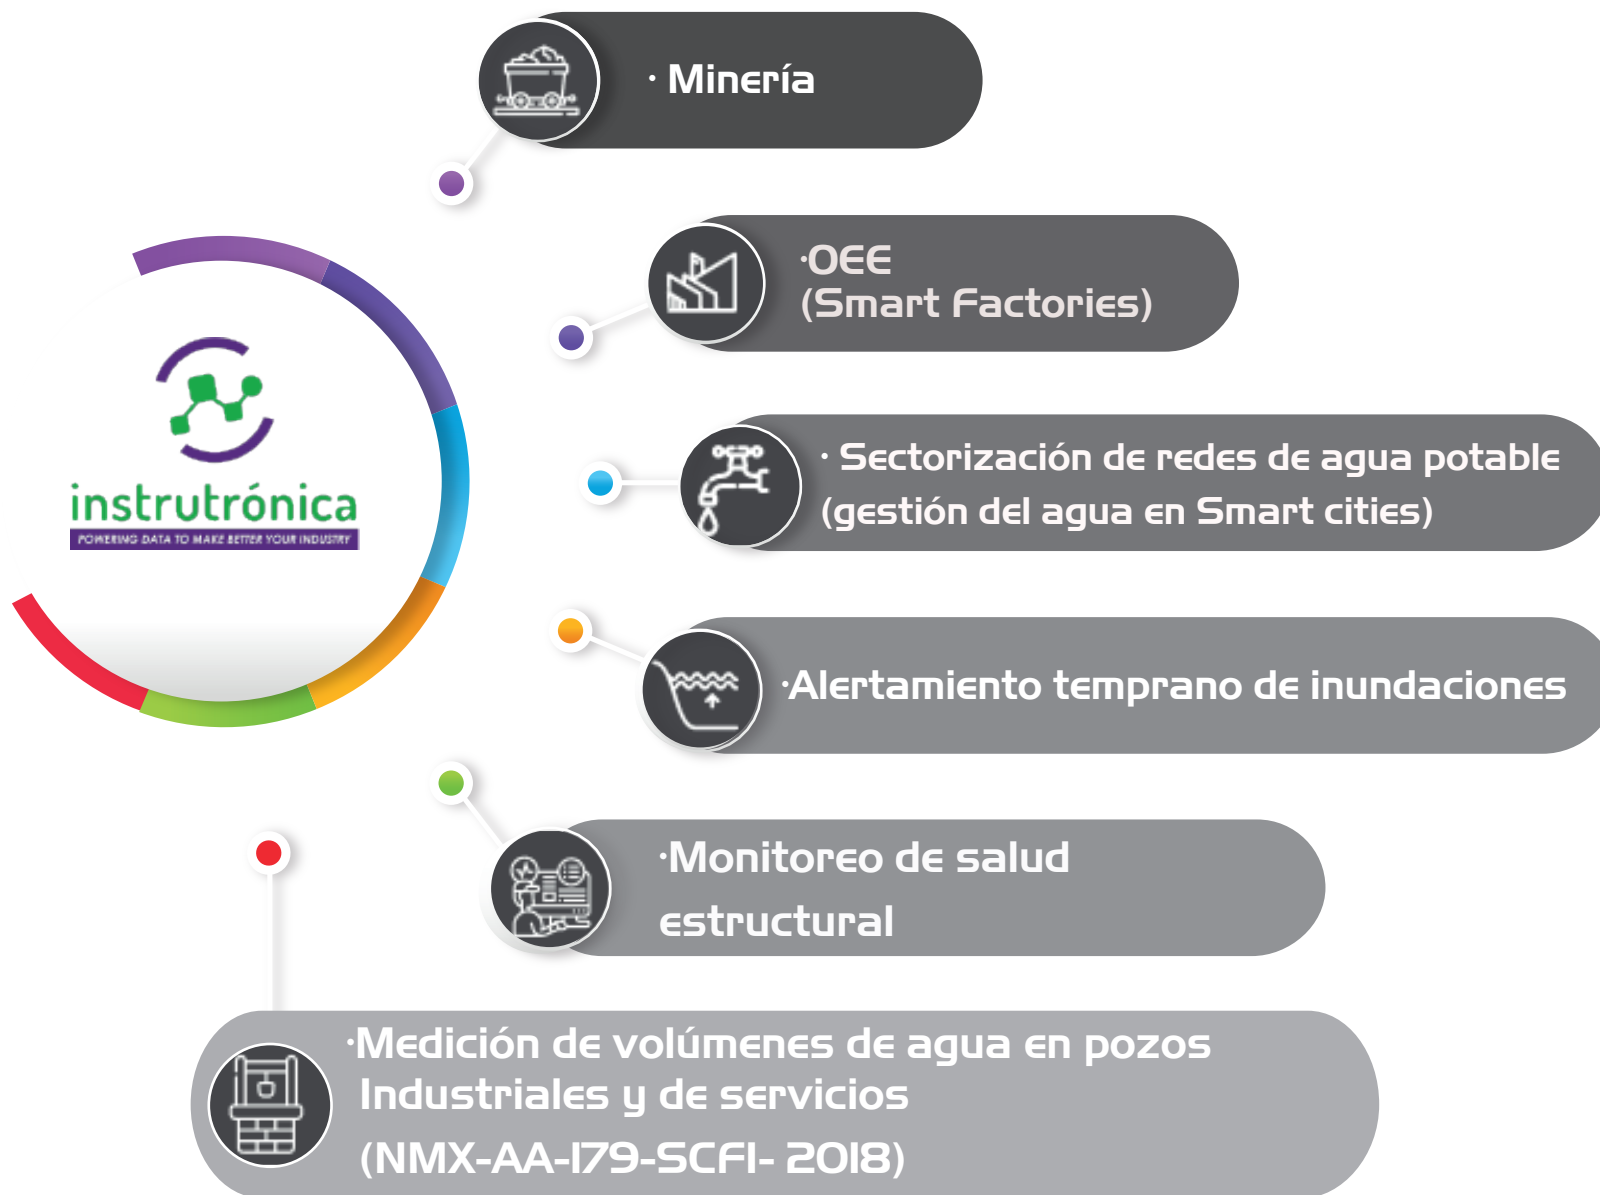 · Minería
·OEE
(Smart Factories)
· Sectorización de redes de agua potable
(gestión del agua en Smart cities)
instrutrónica
POWERING DATA TO MAKE BETTER YOUR INDUSTRY
·Alertamiento temprano de inundaciones
·Monitoreo de salud
estructural
·Medición de volúmenes de agua en pozos
Industriales y de servicios
(NMX-AA-179-SCFI- 2018)